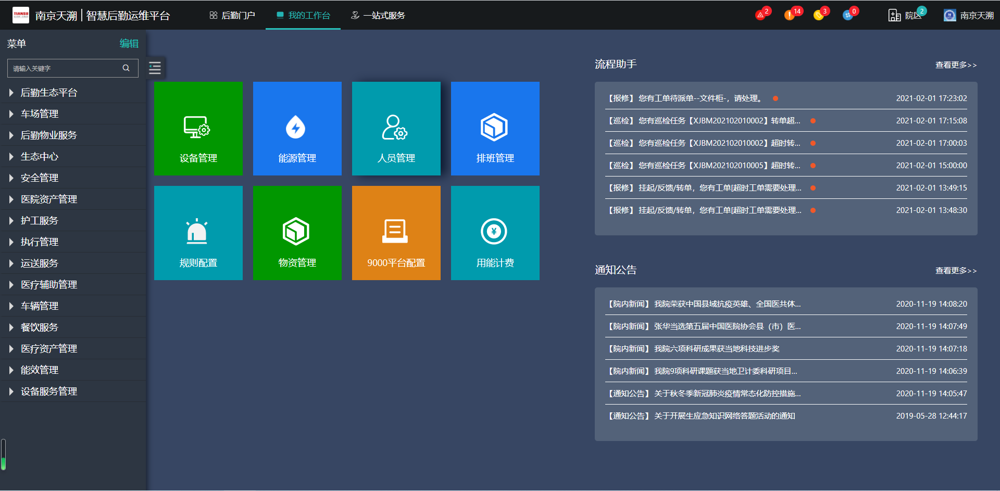 TIANSU
南京天溯 | 智慧后勤运维平台
后勤门户
我的工作台
一站式服务
2
14
3
0
院区
2
南京天溯
菜单
编辑
请输入关键字
后勤生态平台
车场管理
后勤物业服务
生态中心
安全管理
医院资产管理
护工服务
执行管理
运送服务
医疗辅助管理
车辆管理
餐饮服务
医疗资产管理
能效管理
设备服务管理
设备管理
能源管理
人员管理
排班管理
规则配置
物资管理
9000平台配置
¥
用能计费
流程助手
查看更多>>
【报修】 您有工单待派单--文件柜-，请处理。 2021-02-01 17:23:02
【巡检】 您有巡检任务【XJBM202102010002】转单超... 2021-02-01 17:15:08
【巡检】 您有巡检任务【XJBM202102010002】超时转... 2021-02-01 17:00:03
【巡检】 您有巡检任务【XJBM202102010005】超时转... 2021-02-01 15:00:00
【报修】 挂起/反馈/转单，您有工单[超时工单需要处理... 2021-02-01 13:49:15
【报修】 挂起/反馈/转单，您有工单[超时工单需要处理... 2021-02-01 13:48:30
通知公告
查看更多>>
【院内新闻】 我院荣获中国县域抗疫英雄、全国医共体... 2020-11-19 14:08:20
【院内新闻】 张华当选第五届中国医院协会县（市）医... 2020-11-19 14:07:49
【院内新闻】 我院六项科研成果获当地科技进步奖 2020-11-19 14:07:18
【院内新闻】 我院9项科研课题获当地卫计委科研项目... 2020-11-19 14:06:39
【通知公告】 关于秋冬季新冠肺炎疫情常态化防控措施... 2020-11-19 14:05:47
【通知公告】 关于开展生应急知识网络答题活动的通知 2019-05-28 12:44:17